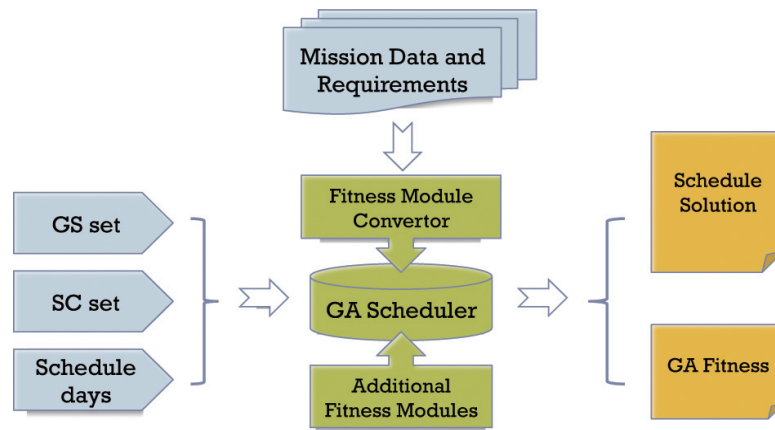 Mission Data and
Requirements
Fitness Module
Convertor
Schedule
Solution
GS set
SC set
GA Scheduler
Schedule
days
Additional
Fitness Modules
GA Fitness